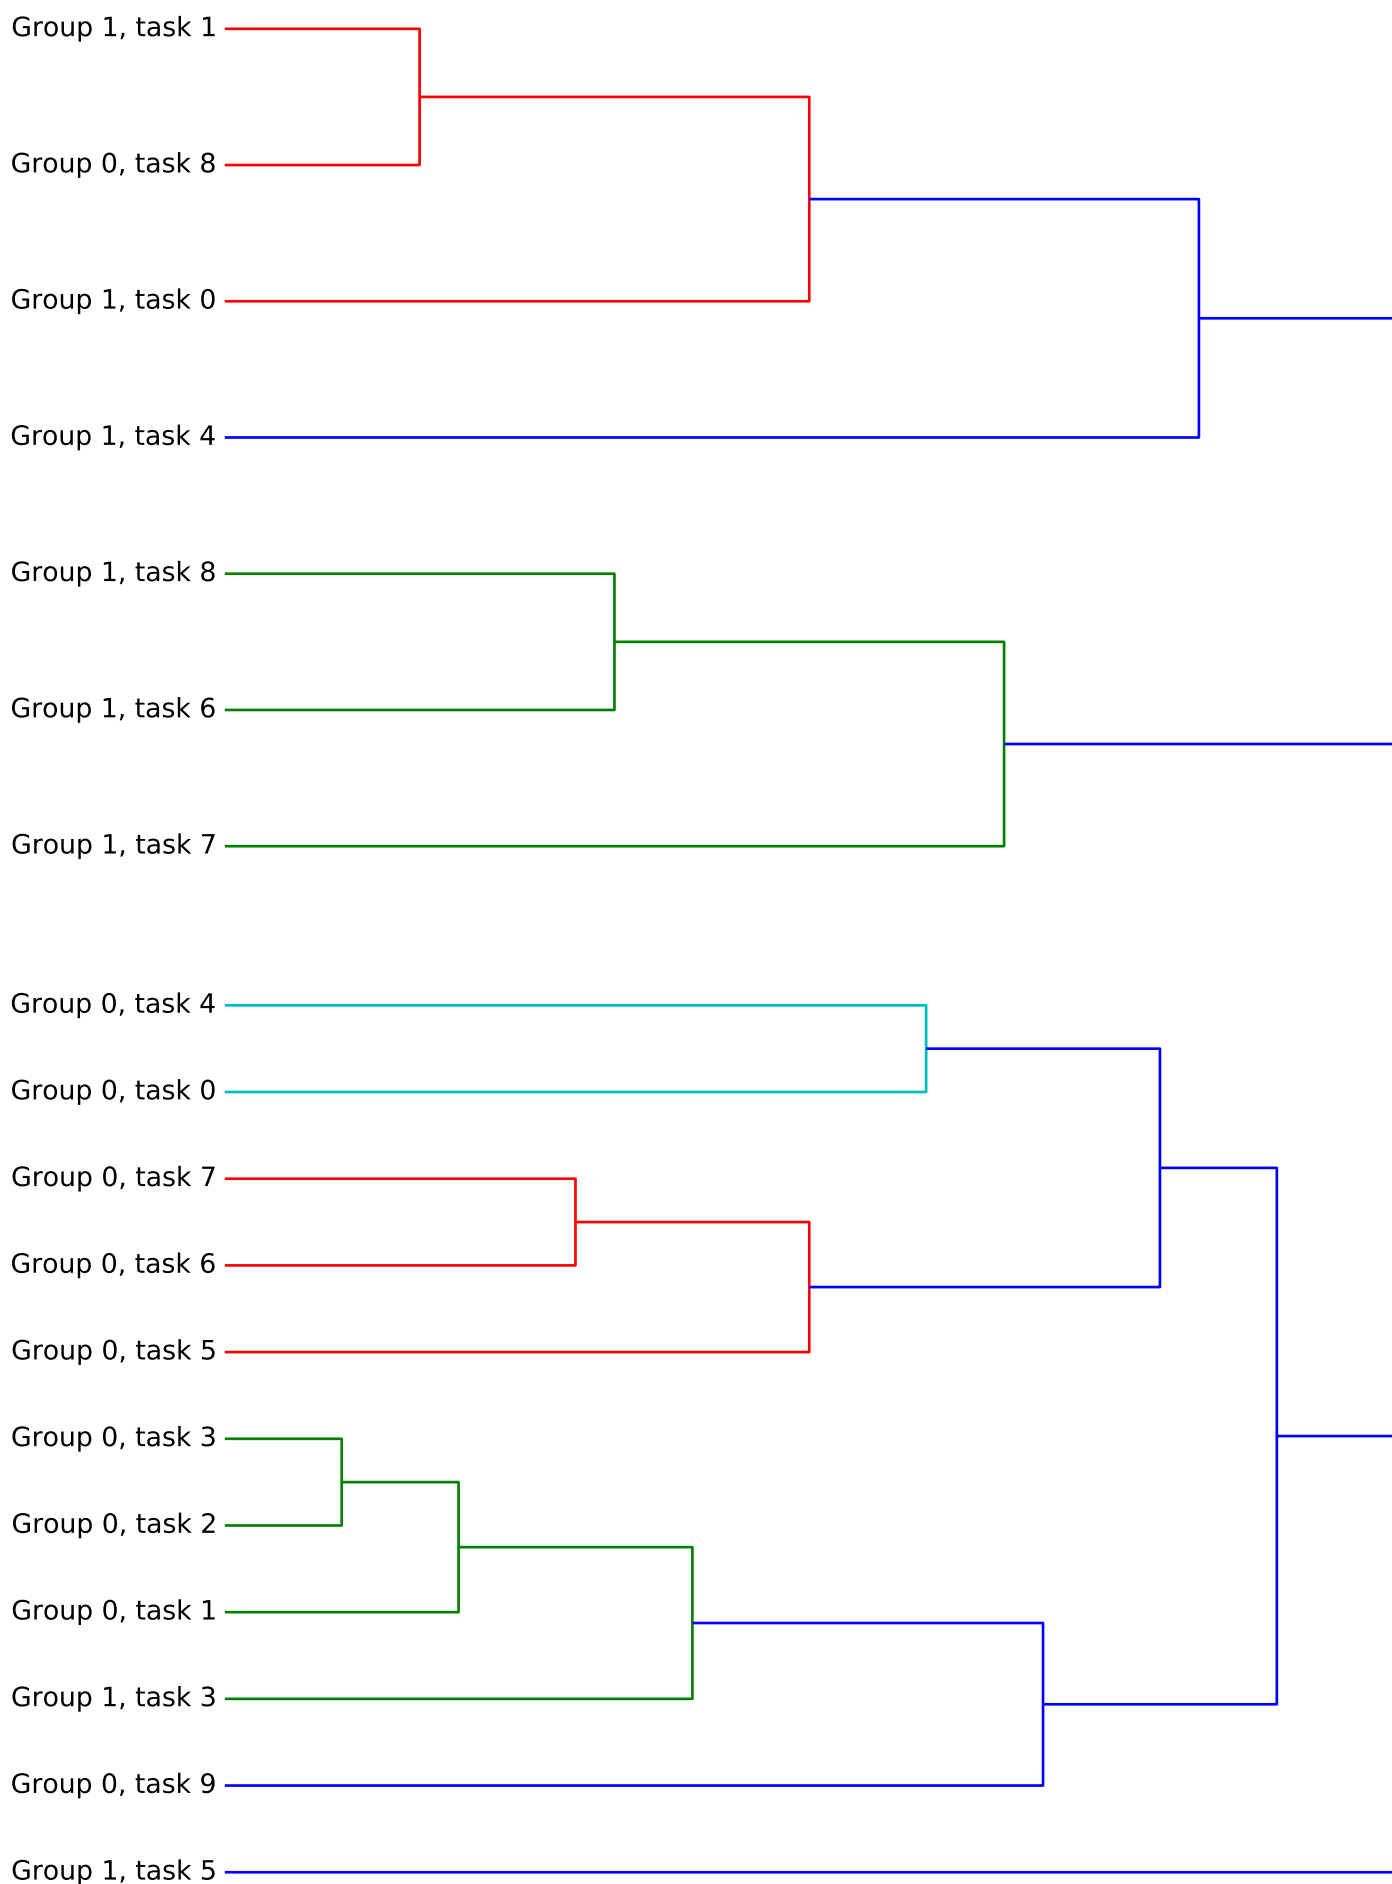 Group 1, task 1
Group 0, task 8
Group 1, task 0
Group 1, task 4
Group 1, task 8
Group 1, task 6
Group 1, task 7
Group 0, task 4
Group 0, task 0
Group 0, task 7
Group 0, task 6
Group 0, task 5
Group 0, task 3
Group 0, task 2
Group 0, task 1
Group 1, task 3
Group 0, task 9
Group 1, task 5